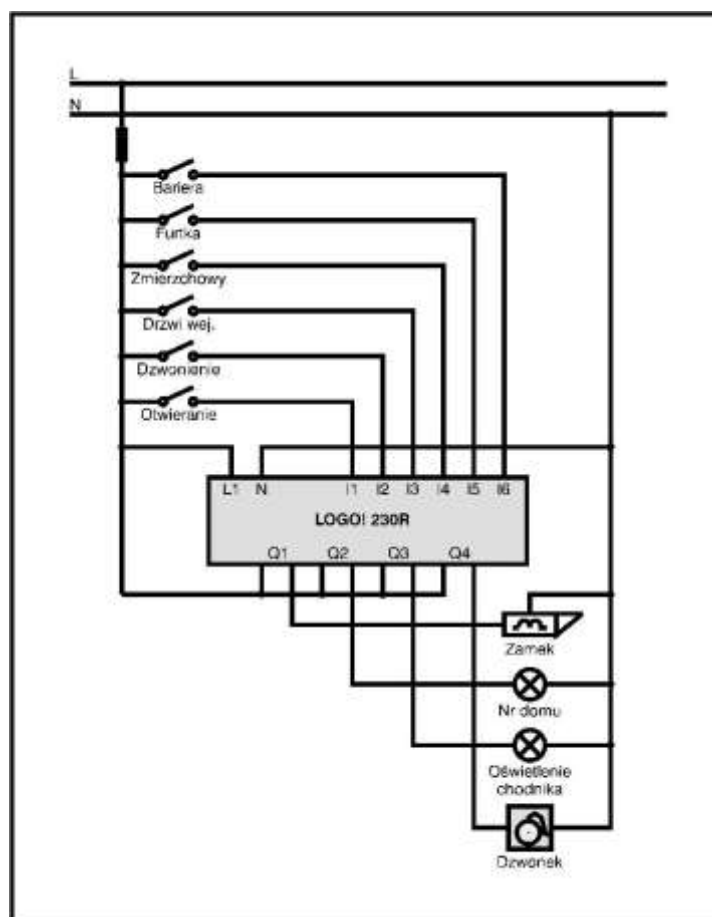 L
N
Bariera
Furtka
Zmierzchowy
Drzwi wej.
Dzwonienie
Otwieranie
L1 N I1 I2 I3 I4 I5 I6
LOGO! 230R
Q1 Q2 Q3 Q4
Zamek
Nr domu
Oświetlenie
chodnika
Dzwonek